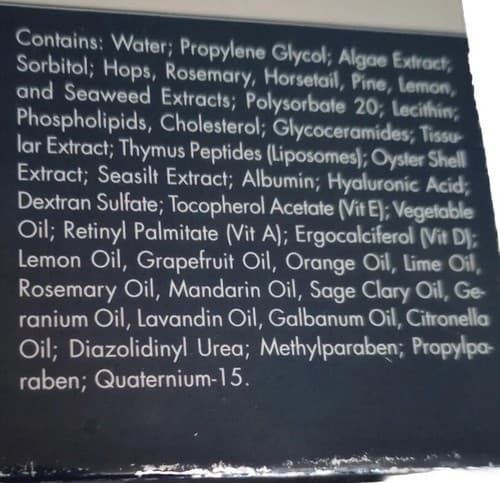 Contains: Water; Propylene Glycol; Algae Extract;
Sorbitol; Hops, Rosemary, Horsetail, Pine, Lemon,
and Seaweed Extracts; Polysorbate 20; Lecithin;
Phospholipids, Cholesterol; Glycoceramides; Tissu-
lar Extract; Thymus Peptides (Liposomes); Oyster Shell
Extract; Seasilt Extract; Albumin; Hyaluronic Acid;
Dextran Sulfate; Tocopherol Acetate (Vit E); Vegetable
Oil; Retinyl Palmitate (Vit A); Ergocalciferol (Vit D);
Lemon Oil, Grapefruit Oil, Orange Oil, Lime Oil,
Rosemary Oil, Mandarin Oil, Sage Clary Oil, Ge-
ranium Oil, Lavandin Oil, Galbanum Oil, Citronella
Oil; Diazolidinyl Urea; Methylparaben; Propylpa-
raben; Quaternium-15.